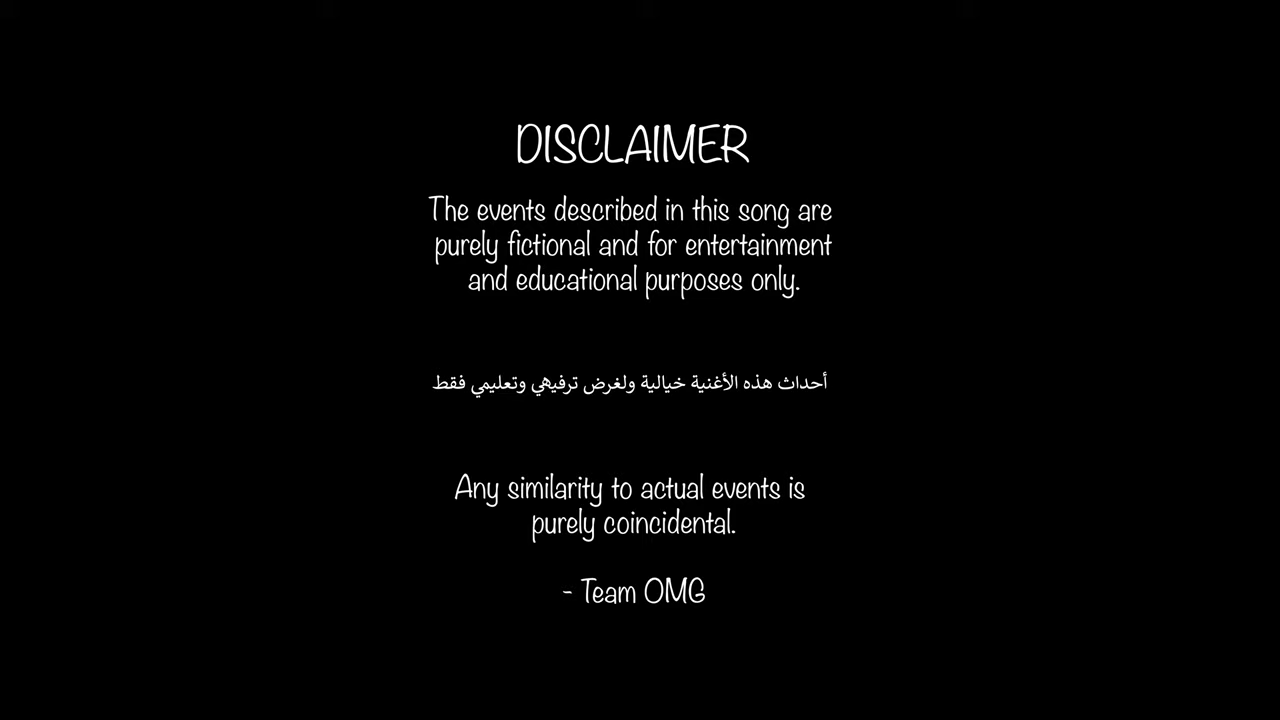 DISCLAIMER
The events described in this song are
purely fictional and for entertainment
and educational purposes only.
أحداث هذه الأغنية خيالية ولغرض ترفيهي وتعليمي فقط
Any similarity to actual events is
purely coincidental.
- Team OMG